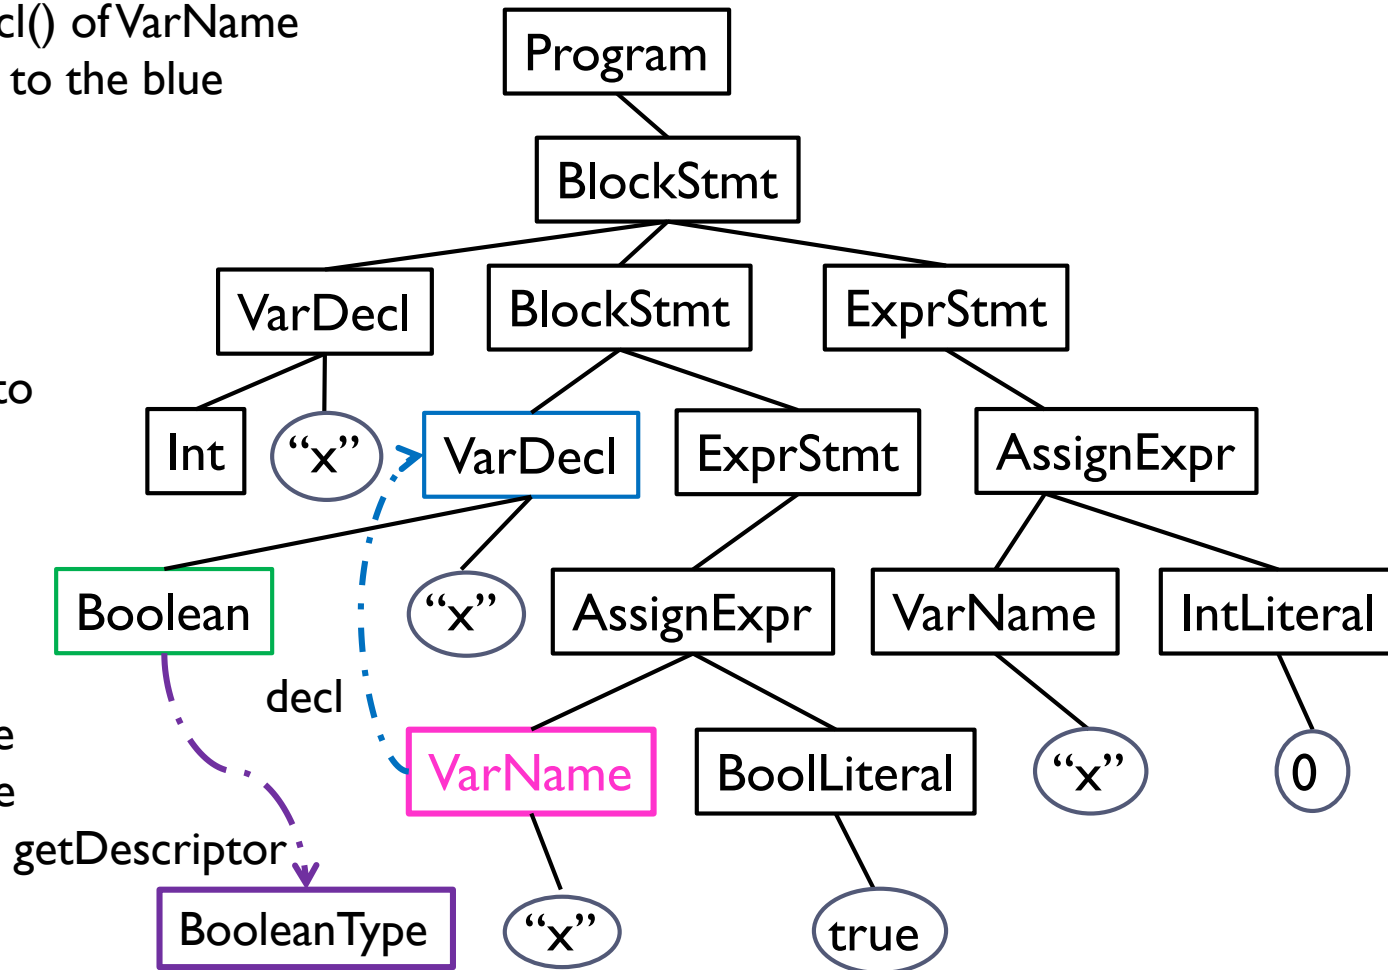 cl() of VarName
to the blue
Program
BlockStmt
VarDecl
BlockStmt
ExprStmt
to
Int
“x”
VarDecl
ExprStmt
AssignExpr
Boolean
“x”
AssignExpr
VarName
IntLiteral
decl
e
VarName
BoolLiteral
“x”
0
e
getDescriptor
BooleanType
“x”
true